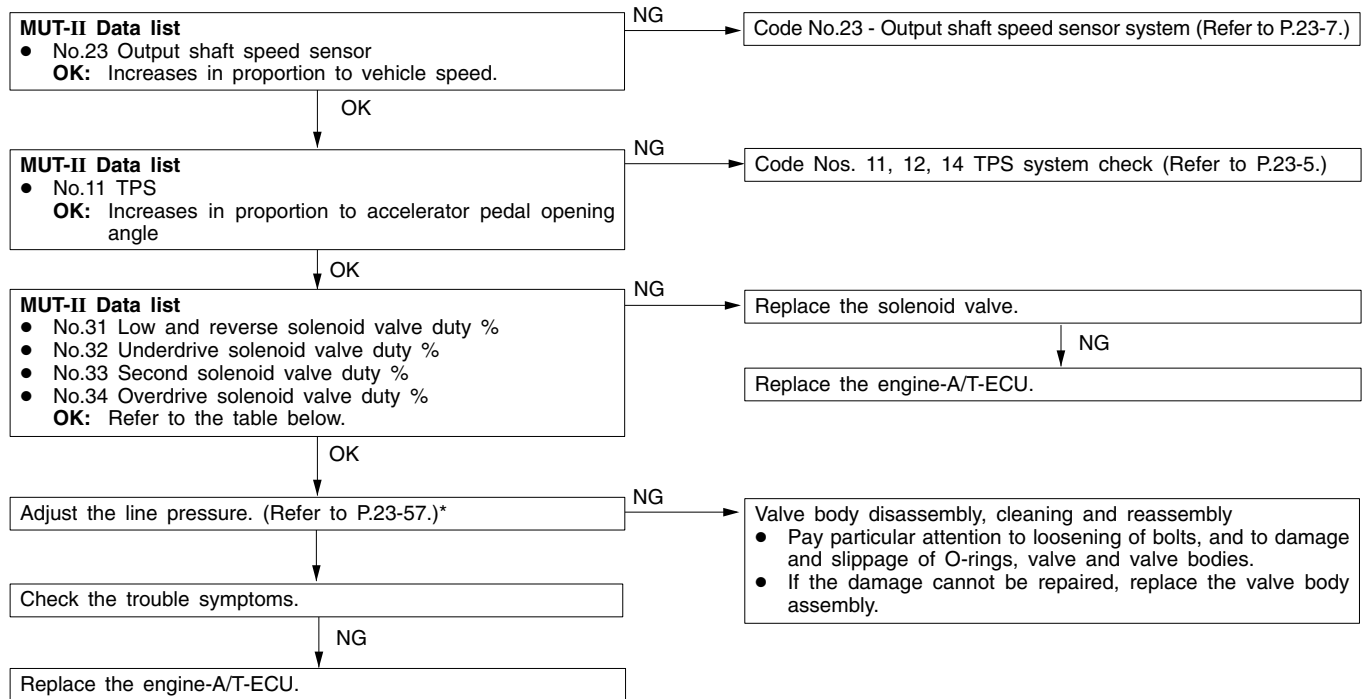 MUT-II Data list
● No.23 Output shaft speed sensor
OK: Increases in proportion to vehicle speed.
NG
Code No.23 - Output shaft speed sensor system (Refer to P.23-7.)
OK
MUT-II Data list
● No.11 TPS
OK: Increases in proportion to accelerator pedal opening
angle
NG
Code Nos. 11, 12, 14 TPS system check (Refer to P.23-5.)
OK
MUT-II Data list
● No.31 Low and reverse solenoid valve duty %
● No.32 Underdrive solenoid valve duty %
● No.33 Second solenoid valve duty %
● No.34 Overdrive solenoid valve duty %
OK: Refer to the table below.
NG
Replace the solenoid valve.
NG
Replace the engine-A/T-ECU.
OK
Adjust the line pressure. (Refer to P.23-57.)*
NG
Valve body disassembly, cleaning and reassembly
● Pay particular attention to loosening of bolts, and to damage
and slippage of O-rings, valve and valve bodies.
● If the damage cannot be repaired, replace the valve body
assembly.
Check the trouble symptoms.
NG
Replace the engine-A/T-ECU.